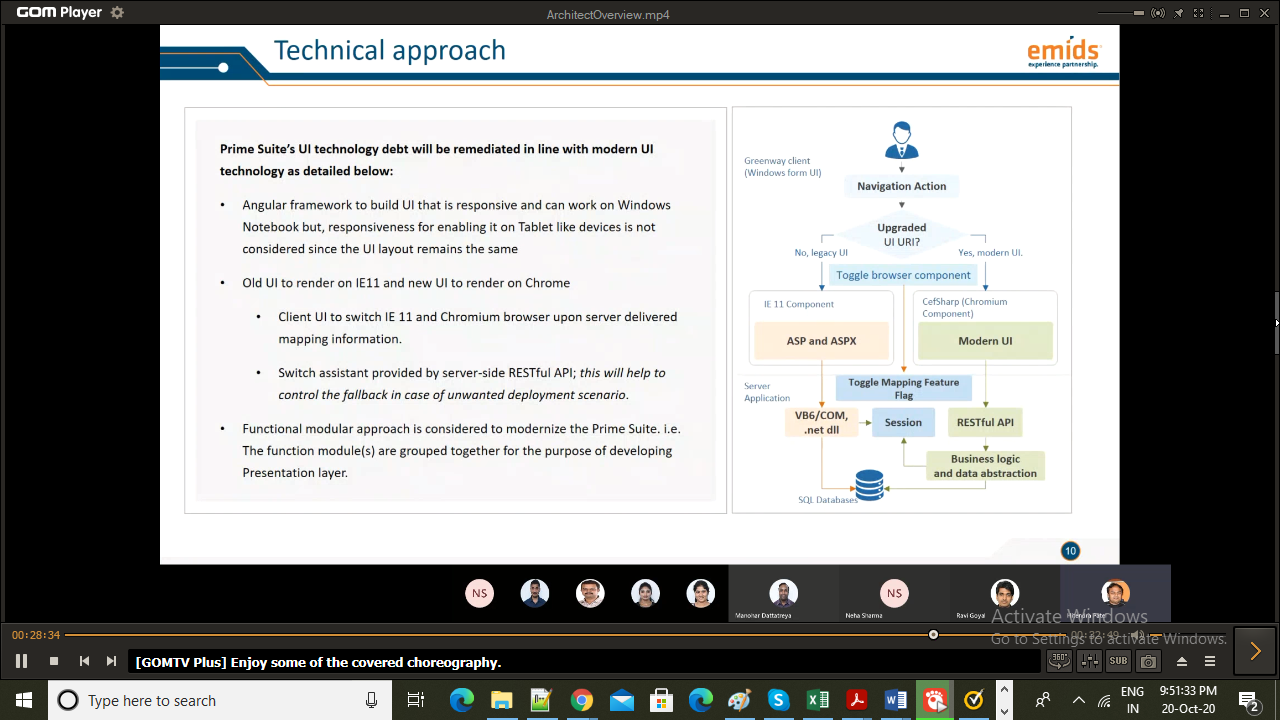 GOM Player
ArchitectOverview.mp4
Technical approach
emids
experience partnership.
Prime Suite's UI technology debt will be remediated in line with modern UI
technology as detailed below:
• Angular framework to build UI that is responsive and can work on Windows
Notebook but, responsiveness for enabling it on Tablet like devices is not
considered since the UI layout remains the same
• Old UI to render on IE11 and new UI to render on Chrome
• Client UI to switch IE 11 and Chromium browser upon server delivered
mapping information.
• Switch assistant provided by server-side RESTful API; this will help to
control the fallback in case of unwanted deployment scenario.
• Functional modular approach is considered to modernize the Prime Suite. i.e.
The function module(s) are grouped together for the purpose of developing
Presentation layer.
Greenway client
(Windows form UI)
Navigation Action
Upgraded
UI URI?
No, legacy UI
Yes, modern UI.
Toggle browser component
IE 11 Component
CefSharp (Chromium
Component)
ASP and ASPX
Modern UI
Server
Application
Toggle Mapping Feature
Flag
VB6/COM,
.net dll
Session
RESTful API
Business logic
and data abstraction
SQL Databases
10
NS
NS
Manohar Dattatreya
Neha Sharma
Ravi Goyal
Activate Windows
Go to Settings to activate Windows.
00:28:34
00:32:49
[GOMTV Plus] Enjoy some of the covered choreography.
360°
SUB
Type here to search
ENG
IN
9:51:33 PM
20-Oct-20
2